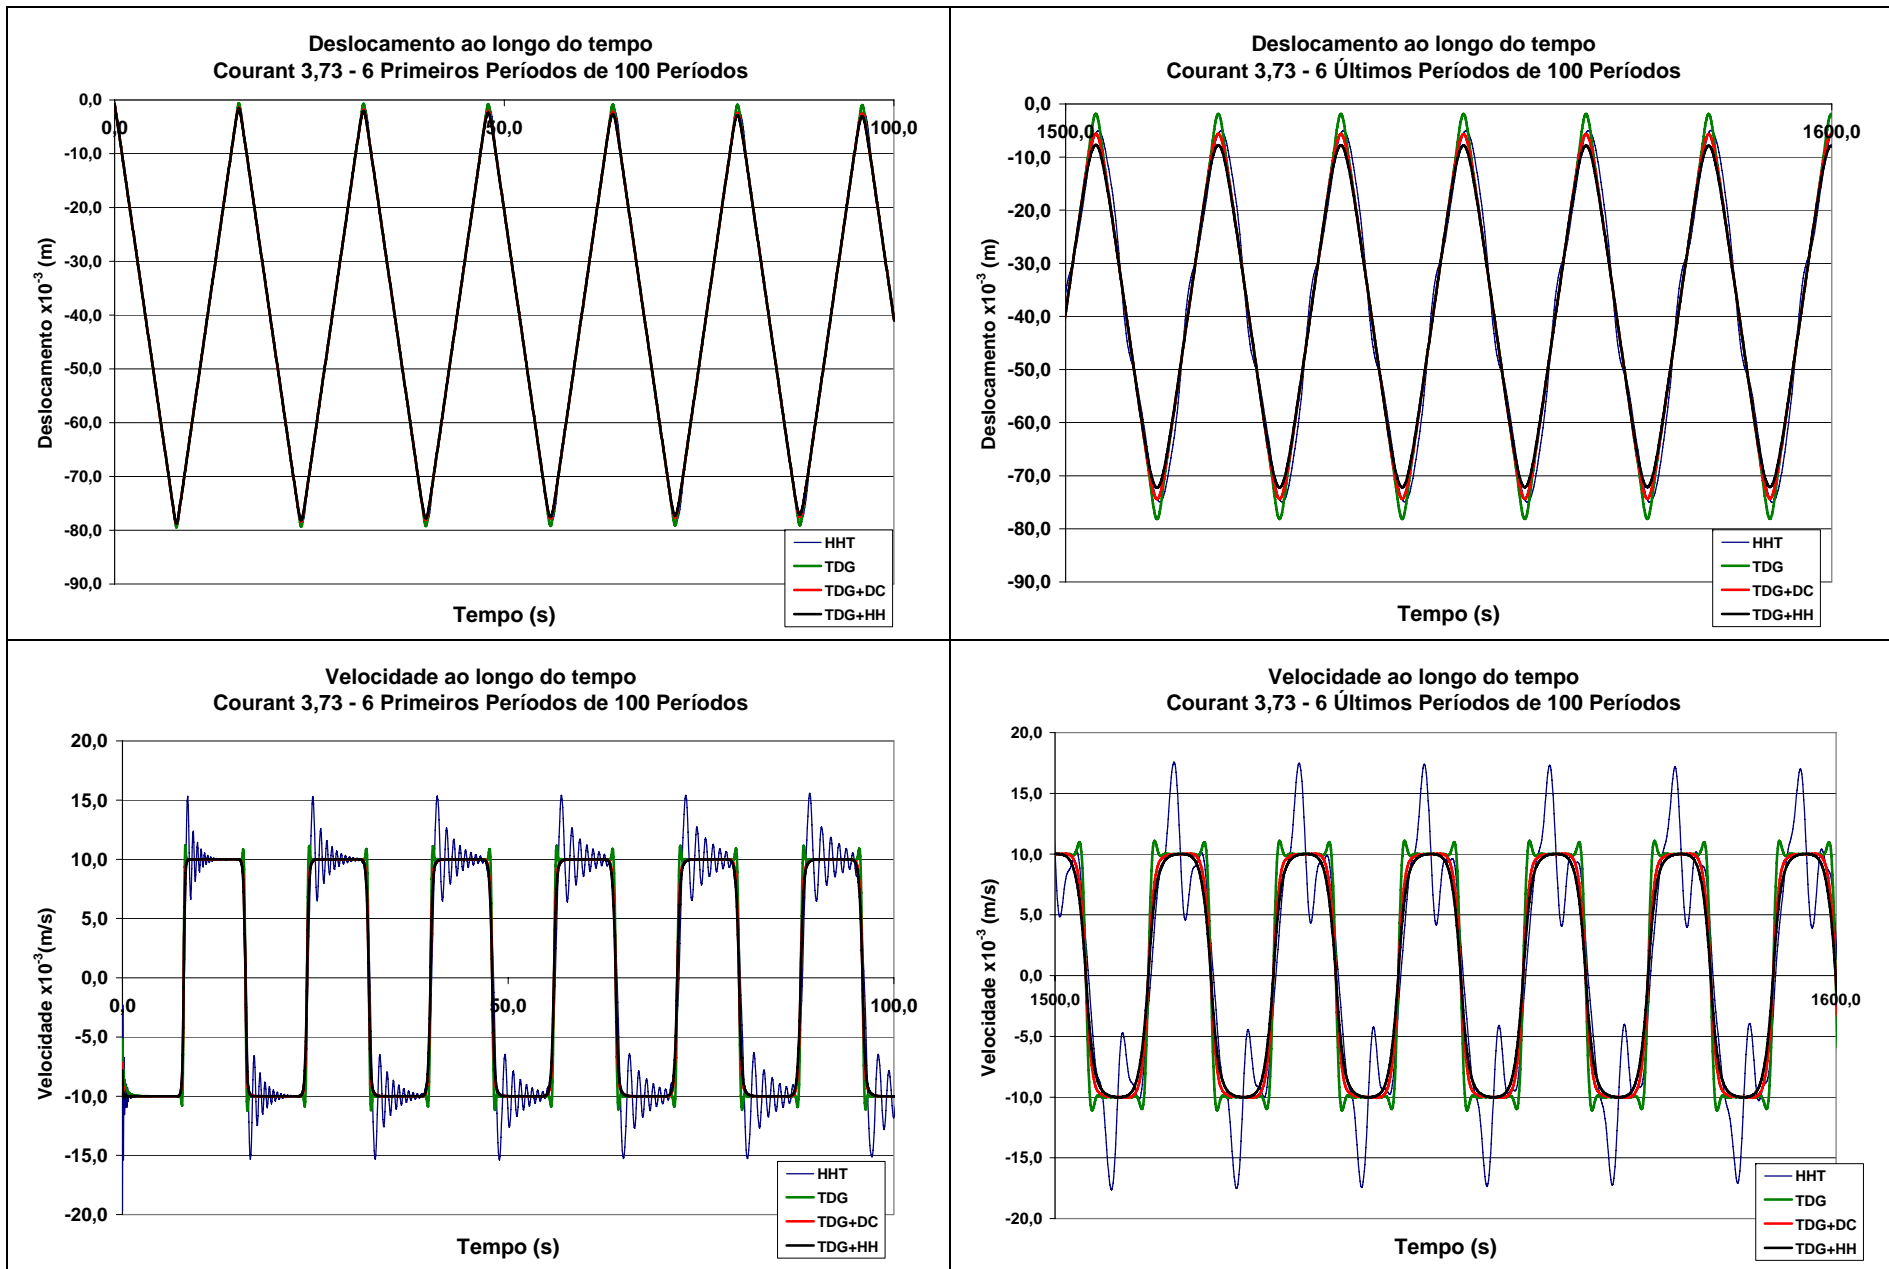 Deslocamento ao longo do tempo
Courant 3,73 - 6 Primeiros Períodos de 100 Períodos
0,0
-10,0
-20,0
-30,0
-40,0
-50,0
-60,0
-70,0
-80,0
-90,0
0,0 50,0 100,0
Deslocamento x10⁻³ (m)
Tempo (s)
HHT
TDG
TDG+DC
TDG+HH
Deslocamento ao longo do tempo
Courant 3,73 - 6 Últimos Períodos de 100 Períodos
0,0
-10,0
-20,0
-30,0
-40,0
-50,0
-60,0
-70,0
-80,0
-90,0
1500,0 1600,0
Deslocamento x10⁻³ (m)
Tempo (s)
HHT
TDG
TDG+DC
TDG+HH
Velocidade ao longo do tempo
Courant 3,73 - 6 Primeiros Períodos de 100 Períodos
20,0
15,0
10,0
5,0
0,0
-5,0
-10,0
-15,0
-20,0
0,0 50,0 100,0
Velocidade x10⁻³(m/s)
Tempo (s)
HHT
TDG
TDG+DC
TDG+HH
Velocidade ao longo do tempo
Courant 3,73 - 6 Últimos Períodos de 100 Períodos
20,0
15,0
10,0
5,0
0,0
-5,0
-10,0
-15,0
-20,0
1500,0 1600,0
Velocidade x10⁻³ (m/s)
Tempo (s)
HHT
TDG
TDG+DC
TDG+HH